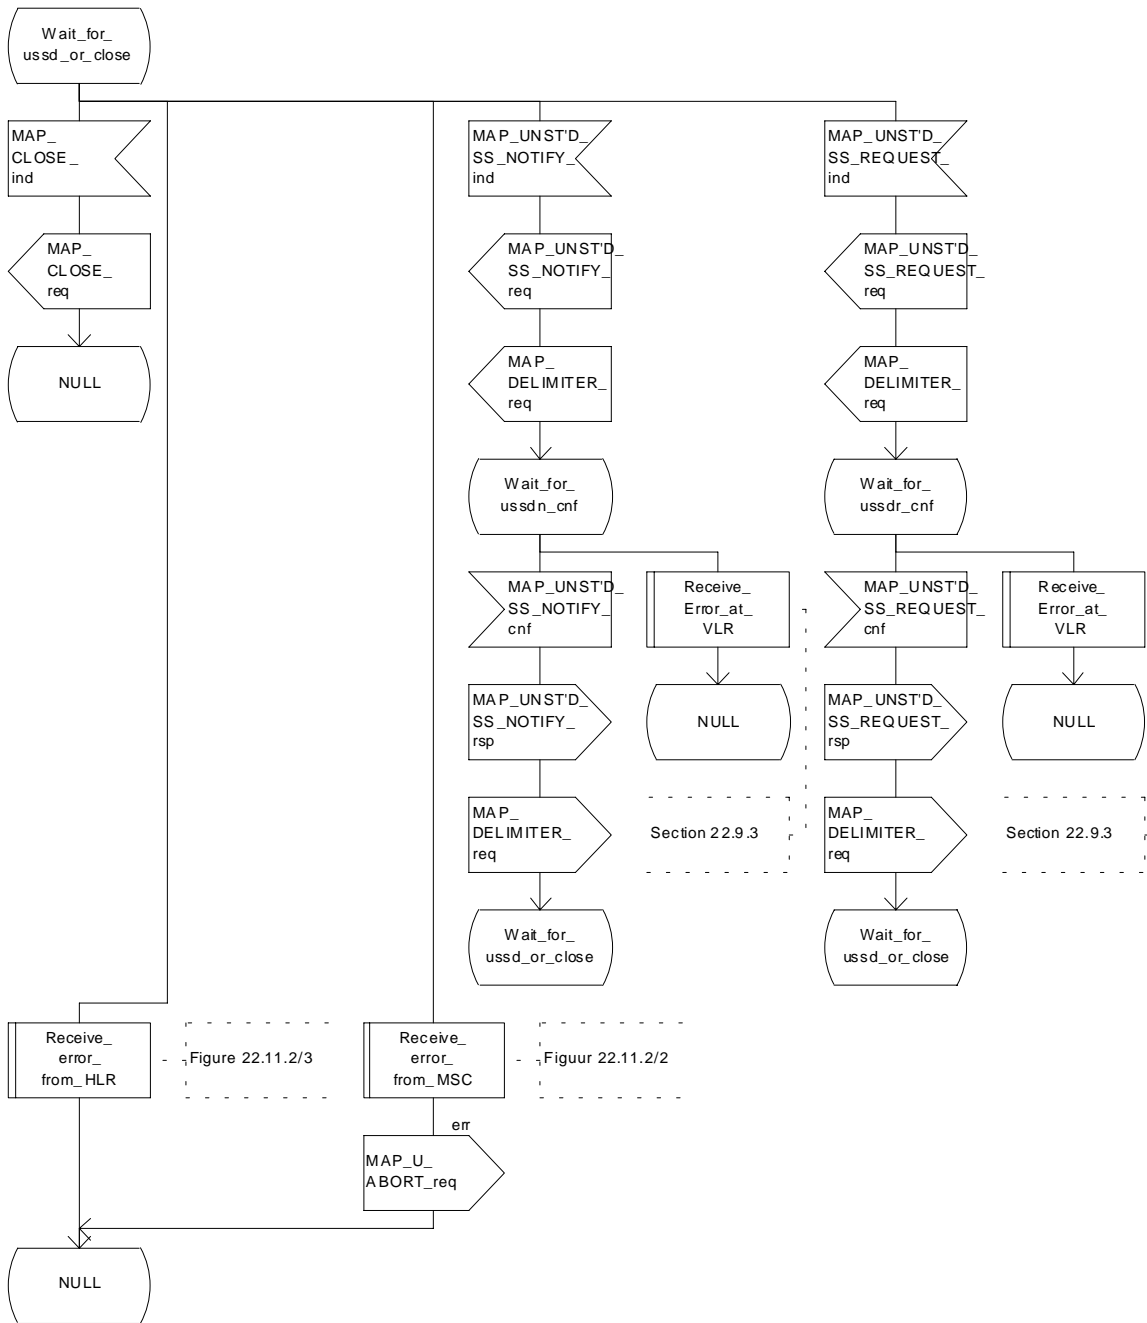 Wait_for_
ussd_or_close
MAP_
CLOSE_
ind
MAP_UNST'D_
SS_NOTIFY_
ind
MAP_UNST'D_
SS_REQUEST_
ind
MAP_
CLOSE_
req
MAP_UNST'D_
SS_NOTIFY_
req
MAP_UNST'D_
SS_REQUEST_
req
NULL
MAP_
DELIMITER_
req
MAP_
DELIMITER_
req
Wait_for_
ussdn_cnf
Wait_for_
ussdr_cnf
MAP_UNST'D_
SS_NOTIFY_
cnf
Receive_
Error_at_
VLR
MAP_UNST'D_
SS_REQUEST_
cnf
Receive_
Error_at_
VLR
MAP_UNST'D_
SS_NOTIFY_
rsp
NULL
MAP_UNST'D_
SS_REQUEST_
rsp
NULL
MAP_
DELIMITER_
req
Section 22.9.3
MAP_
DELIMITER_
req
Section 22.9.3
Wait_for_
ussd_or_close
Wait_for_
ussd_or_close
Receive_
error_
from_HLR
Figure 22.11.2/3
Receive_
error_
from_MSC
Figuur 22.11.2/2
err
MAP_U_
ABORT_req
NULL